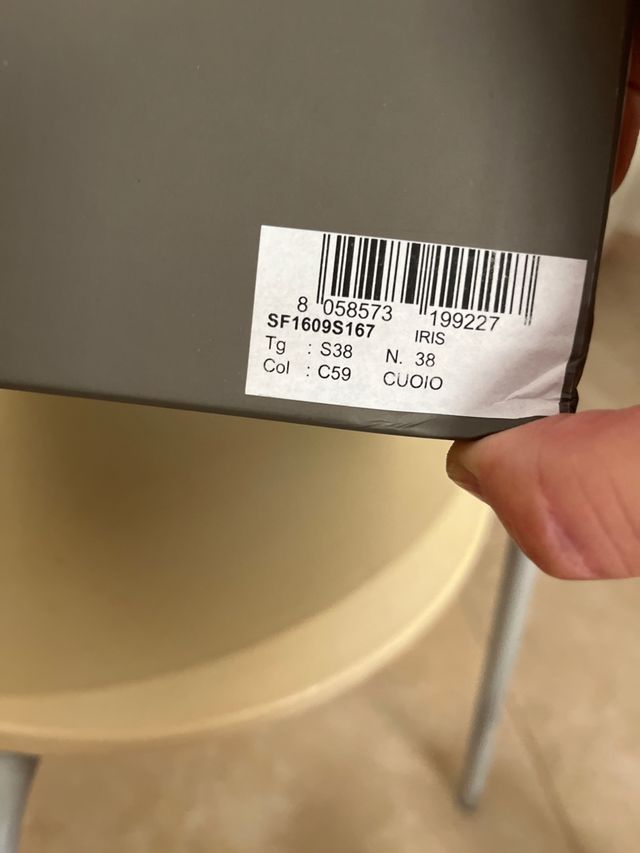 8 058573 199227
SF1609S167 IRIS
Tg : S38 N. 38
Col : C59 CUOIO